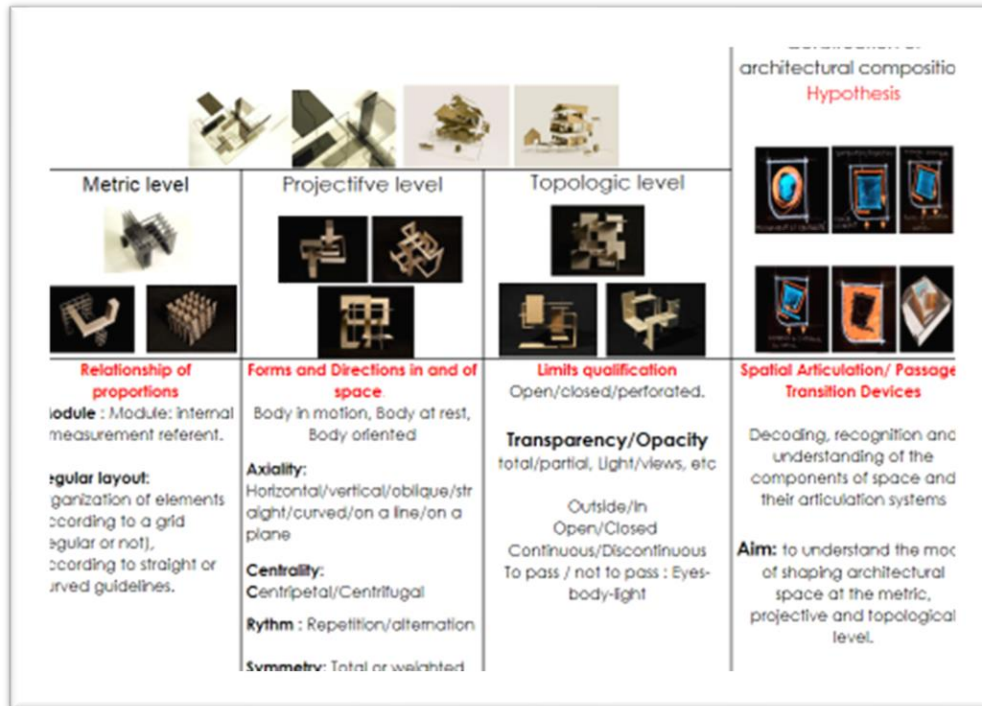 architectural compositio
Hypothesis
Metric level
Projectifve level
Topologic level
Relationship of
proportions
odule : Module: internal
measurement referent.
egular layout:
rganization of elements
ccording to a grid
egular or not),
ccording to straight or
urved guidelines.
Forms and Directions in and of
space.
Body in motion, Body at rest,
Body oriented
Axiality:
Horizontal/vertical/oblique/str
aight/curved/on a line/on a
plane
Centrality:
Centripetal/Centrifugal
Rythm : Repetition/alternation
Symmetry: Total or weighted
Limits qualification
Open/closed/perforated.
Transparency/Opacity
total/partial, Light/views, etc
Outside/In
Open/Closed
Continuous/Discontinuous
To pass / not to pass : Eyes-
body-light
Spatial Articulation/ Passage
Transition Devices
Decoding, recognition and
understanding of the
components of space and
their articulation systems
Aim: to understand the mod
of shaping architectural
space at the metric,
projective and topological
level.